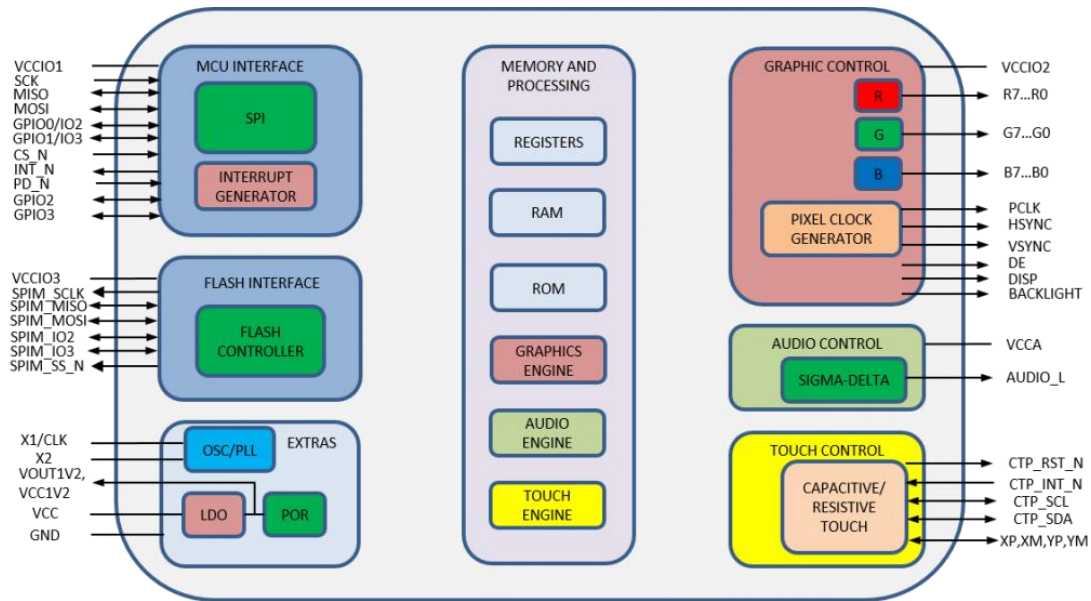 VCCIO1
SCK
MISO
MOSI
GPIO0/IO2
GPIO1/IO3
CS_N
INT_N
PD_N
GPIO2
GPIO3
MCU INTERFACE
SPI
INTERRUPT
GENERATOR
VCCIO3
SPIM_SCLK
SPIM_MISO
SPIM_MOSI
SPIM_IO2
SPIM_IO3
SPIM_SS_N
FLASH INTERFACE
FLASH
CONTROLLER
X1/CLK
X2
VOUT1V2,
VCC1V2
VCC
GND
OSC/PLL
EXTRAS
LDO
POR
MEMORY AND
PROCESSING
REGISTERS
RAM
ROM
GRAPHICS
ENGINE
AUDIO
ENGINE
TOUCH
ENGINE
GRAPHIC CONTROL
R
G
B
PIXEL CLOCK
GENERATOR
VCCIO2
R7...R0
G7...G0
B7...B0
PCLK
HSYNC
VSYNC
DE
DISP
BACKLIGHT
AUDIO CONTROL
SIGMA-DELTA
VCCA
AUDIO_L
TOUCH CONTROL
CAPACITIVE/
RESISTIVE
TOUCH
CTP_RST_N
CTP_INT_N
CTP_SCL
CTP_SDA
XP,XM,YP,YM